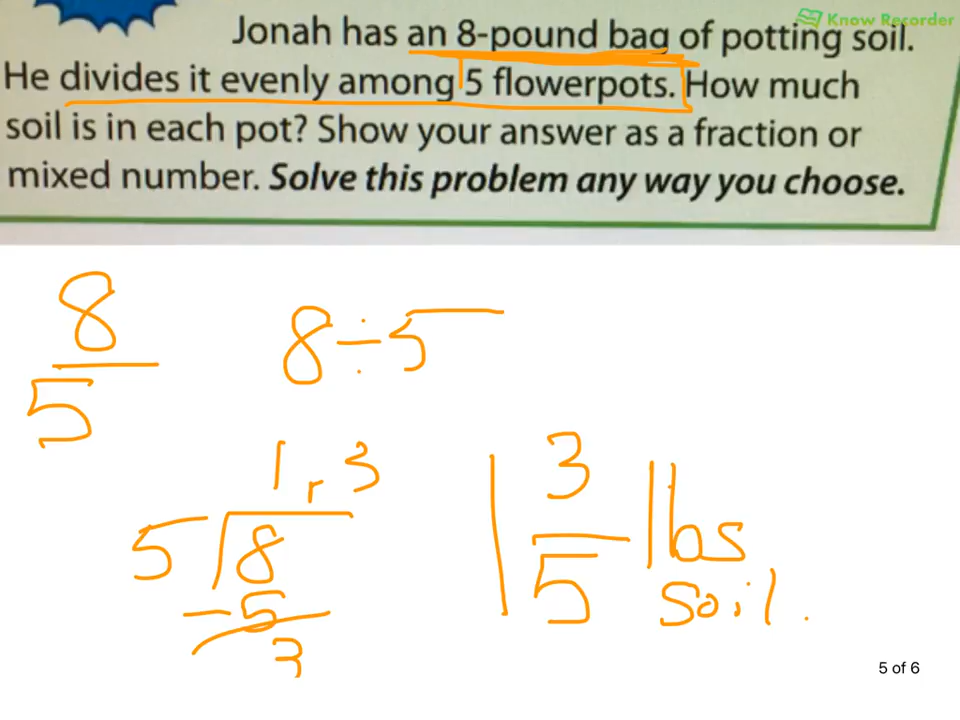 Know Recorder
Jonah has an 8-pound bag of potting soil.
He divides it evenly among 5 flowerpots. How much
soil is in each pot? Show your answer as a fraction or
mixed number. Solve this problem any way you choose.
8
5
8÷5
1 r 3
5 8
-5
3
1 3/5 lbs
soil.
5 of 6